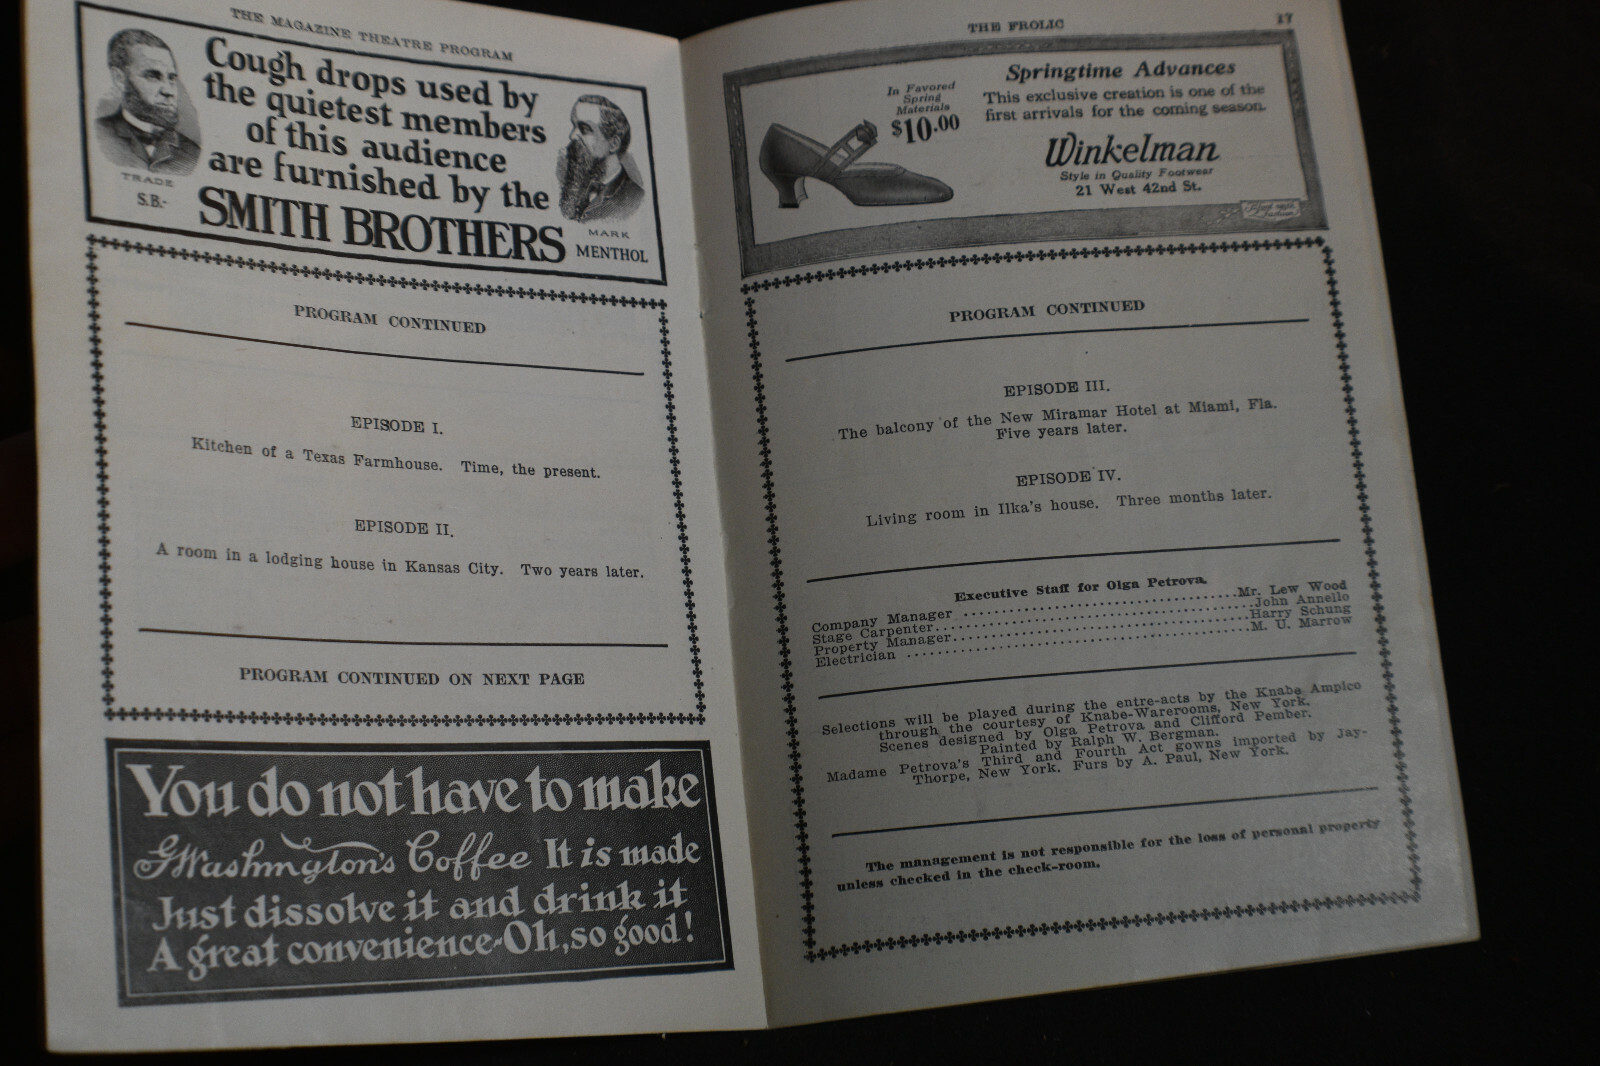 THE MAGAZINE THEATRE PROGRAM
Cough drops used by
the quietest members
of this audience
are furnished by the
SMITH BROTHERS
TRADE
S.B.-
MARK
MENTHOL
PROGRAM CONTINUED
EPISODE I.
Kitchen of a Texas Farmhouse. Time, the present.
EPISODE II.
A room in a lodging house in Kansas City. Two years later.
PROGRAM CONTINUED ON NEXT PAGE
You do not have to make
G Washington's Coffee It is made
Just dissolve it and drink it
A great convenience-Oh, so good!
THE FROLIC 17
In Favored
Spring
Materials
$10.00
Springtime Advances
This exclusive creation is one of the
first arrivals for the coming season.
Winkelman
Style in Quality Footwear
21 West 42nd St.
PROGRAM CONTINUED
EPISODE III.
The balcony of the New Miramar Hotel at Miami, Fla.
Five years later.
EPISODE IV.
Living room in Ilka's house. Three months later.
Executive Staff for Olga Petrova.
Company Manager ..................................Mr. Lew Wood
Stage Carpenter.......................................John Annello
Property Manager.....................................Harry Schung
Electrician ..........................................M. U. Marrow
Selections will be played during the entre-acts by the Knabe Ampico
through the courtesy of Knabe-Warerooms, New York.
Scenes designed by Olga Petrova and Clifford Pember.
Painted by Ralph W. Bergman.
Madame Petrova's Third and Fourth Act gowns imported by Jay-
Thorpe, New York. Furs by A. Paul, New York.
The management is not responsible for the loss of personal property
unless checked in the check-room.